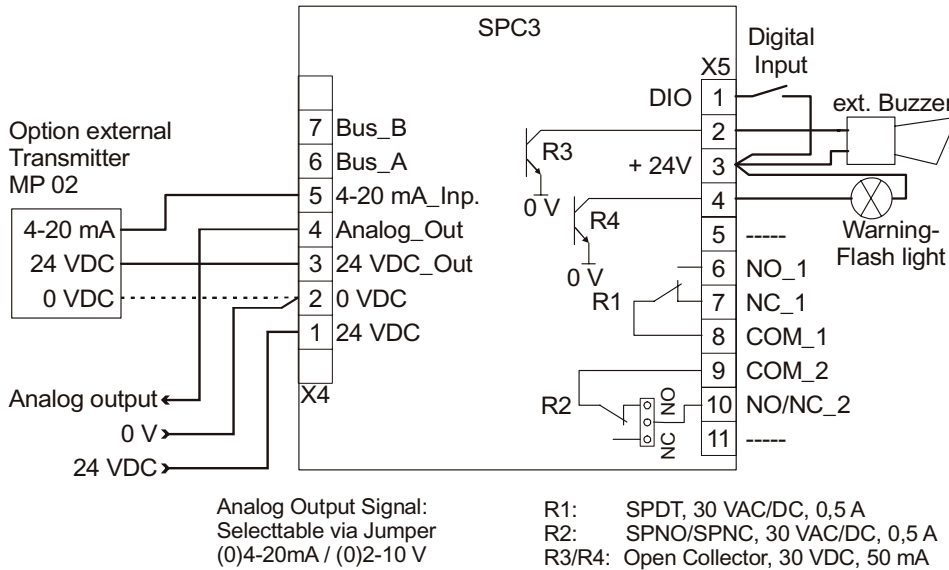 SPC3
Option external
Transmitter
MP 02
4-20 mA
24 VDC
0 VDC
Analog output
0 V
24 VDC
7 Bus_B
6 Bus_A
5 4-20 mA_Inp.
4 Analog_Out
3 24 VDC_Out
2 0 VDC
1 24 VDC
X4
Digital
Input
X5
DIO 1
2
+ 24V 3
4
5 -----
6 NO_1
7 NC_1
8 COM_1
9 COM_2
10 NO/NC_2
11 -----
ext. Buzzer
Warning-
Flash light
R3
0 V
R4
0 V
R1
R2
NO
NC
Analog Output Signal:
Selecttable via Jumper
(0)4-20mA / (0)2-10 V
R1: SPDT, 30 VAC/DC, 0,5 A
R2: SPNO/SPNC, 30 VAC/DC, 0,5 A
R3/R4: Open Collector, 30 VDC, 50 mA